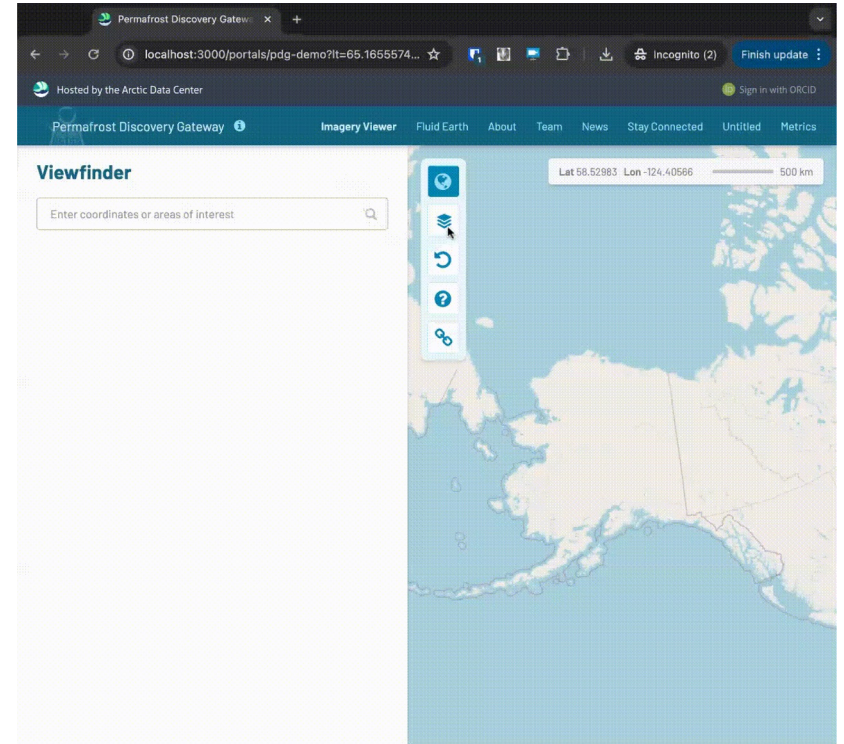 Permafrost Discovery Gatew
localhost:3000/portals/pdg-demo?lt=65.1655574...
Incognito (2)
Finish update
Hosted by the Arctic Data Center
iD
Sign in with ORCID
Permafrost Discovery Gateway
Imagery Viewer
Fluid Earth
About
Team
News
Stay Connected
Untitled
Metrics
Viewfinder
Enter coordinates or areas of interest
Lat 58.52983 Lon -124.40566
500 km